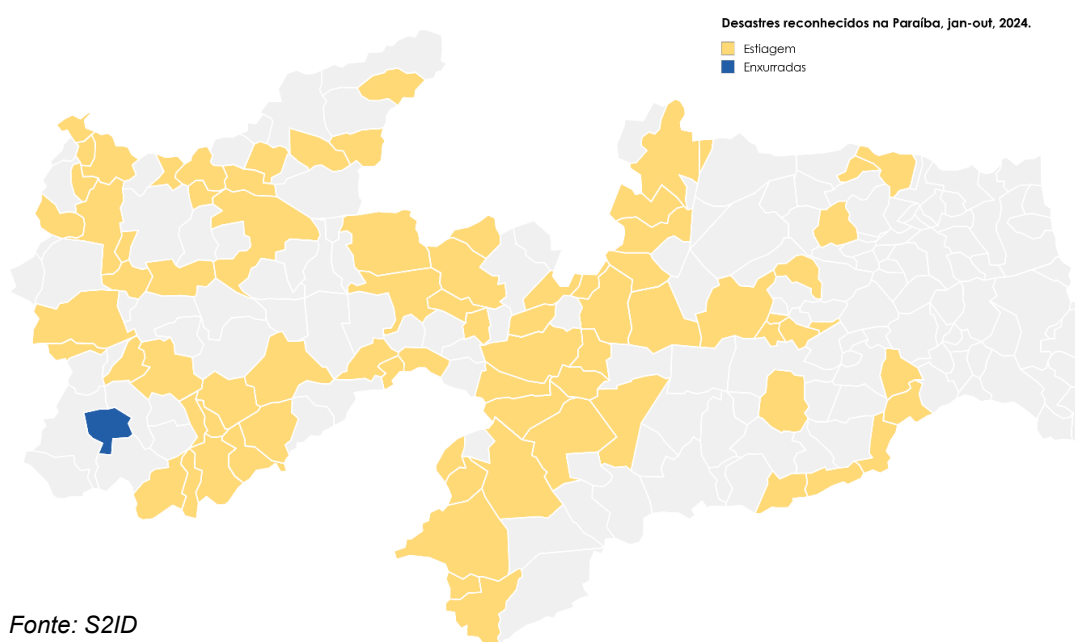 Desastres reconhecidos na Paraíba, jan-out, 2024.
Estiagem
Enxurradas
Fonte: S2ID